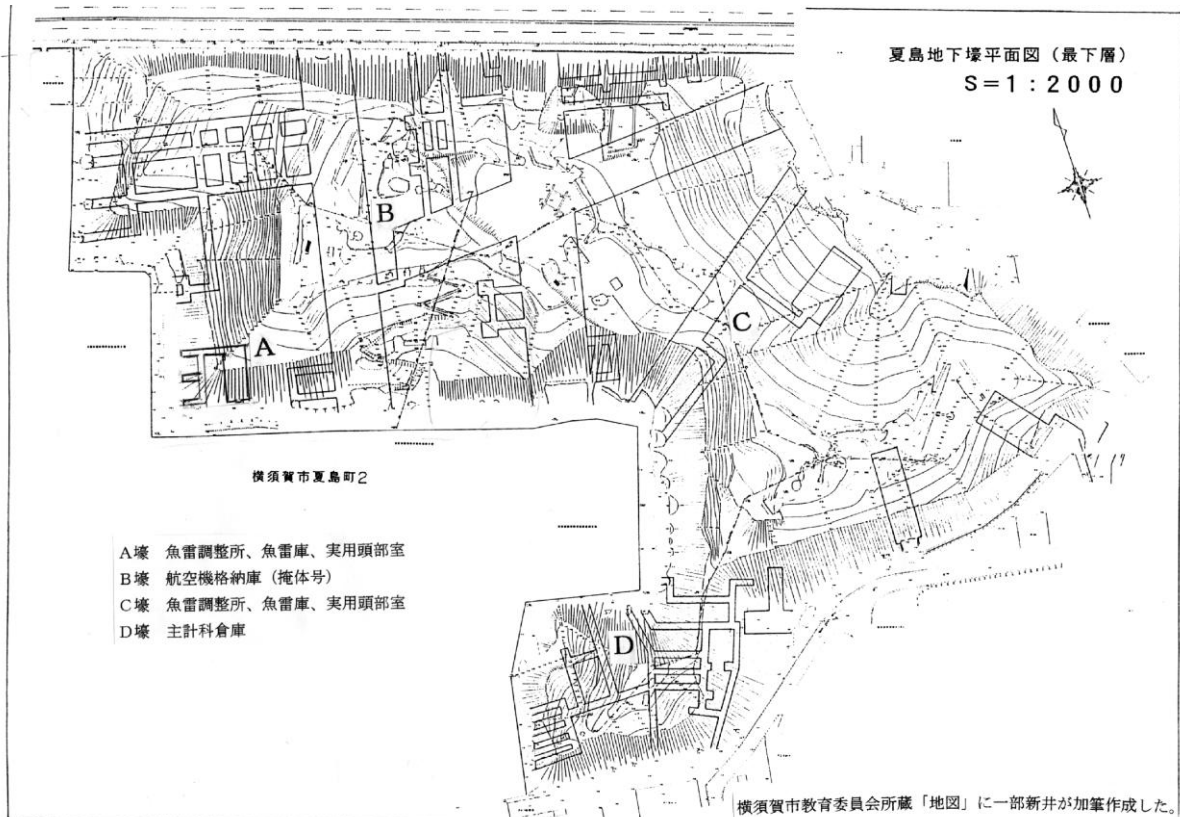 夏島地下壕平面図（最下層）
S=1:2000
B
A
C
横須賀市夏島町2
A壕　魚雷調整所、魚雷庫、実用頭部室
B壕　航空機格納庫（掩体号）
C壕　魚雷調整所、魚雷庫、実用頭部室
D壕　主計科倉庫
D
横須賀市教育委員会所蔵「地図」に一部新井が加筆作成した。